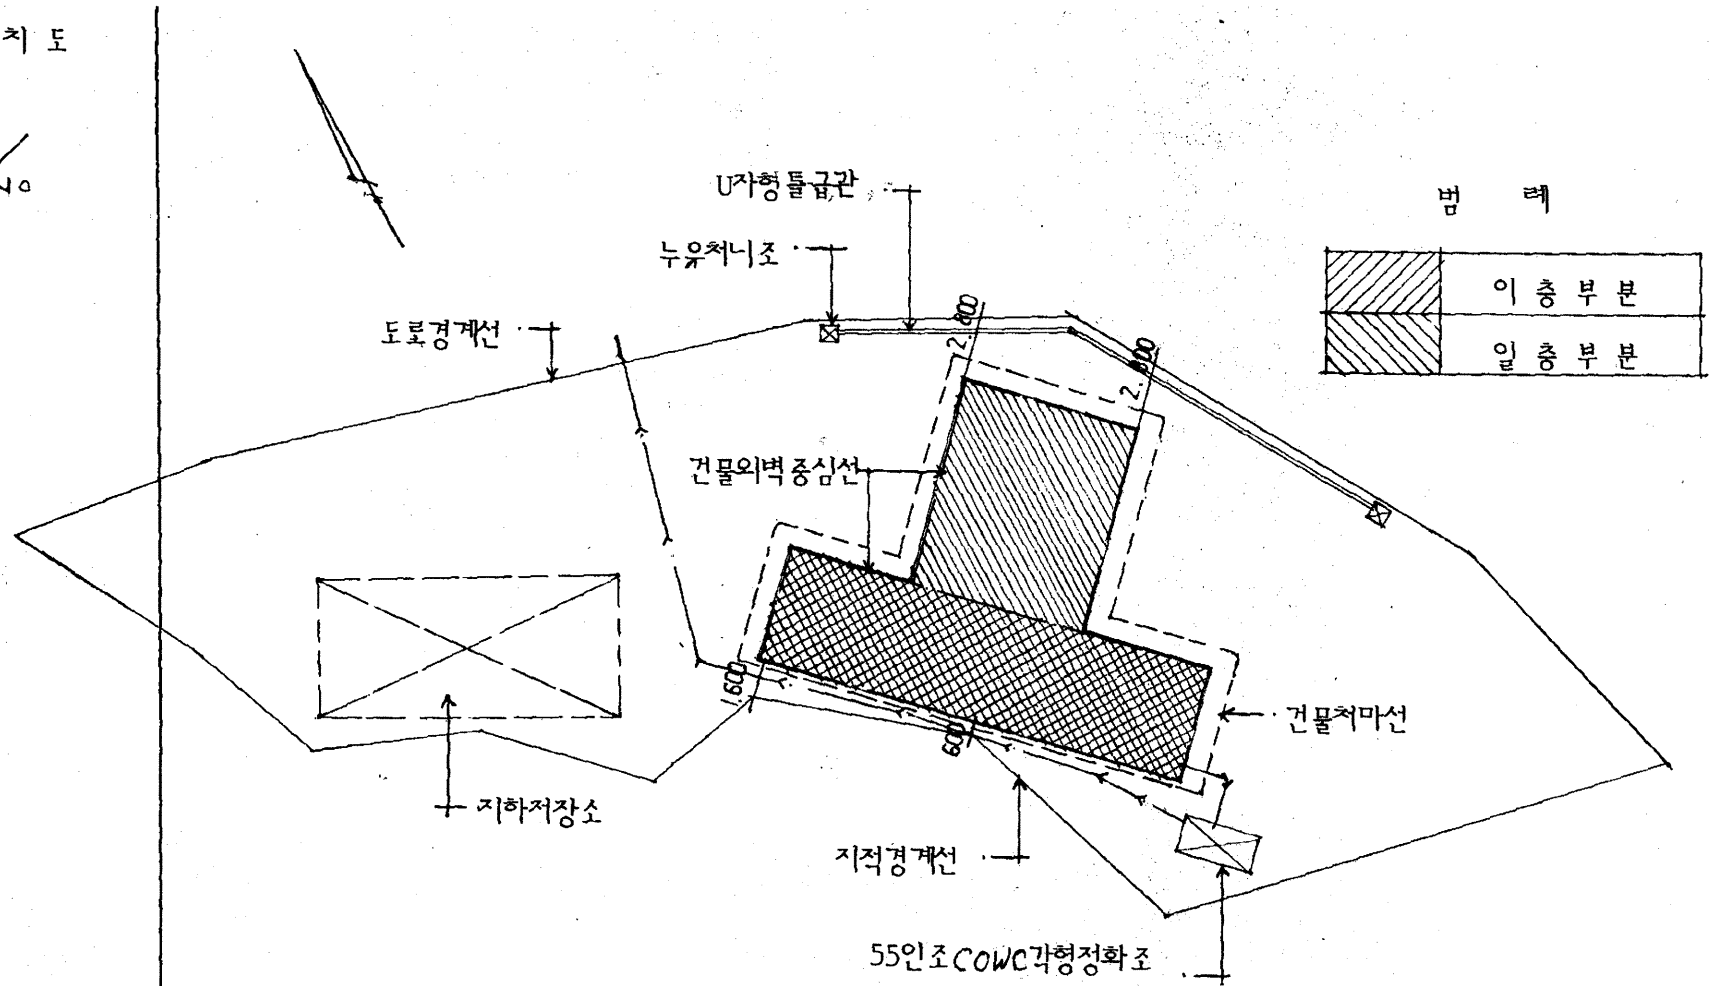 치 도
U자형틀급관
누유처니조
도로경계선
범 례
이 층 부 분
일 층 부 분
2.800
2.800
건물외벽중심선
1.600
600
건물처마선
지하저장소
지적경계선
55인조COWC각형정화조